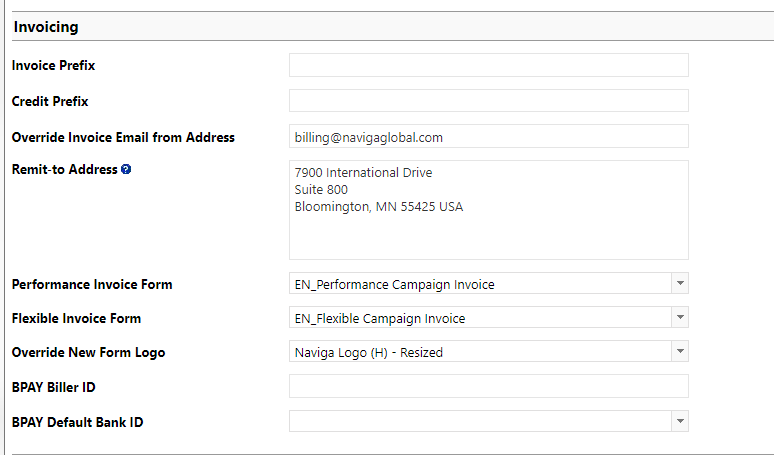 Invoicing
Invoice Prefix
Credit Prefix
Override Invoice Email from Address billing@navigaglobal.com
Remit-to Address ? 7900 International Drive
Suite 800
Bloomington, MN 55425 USA
Performance Invoice Form EN_Performance Campaign Invoice
Flexible Invoice Form EN_Flexible Campaign Invoice
Override New Form Logo Naviga Logo (H) - Resized
BPAY Biller ID
BPAY Default Bank ID